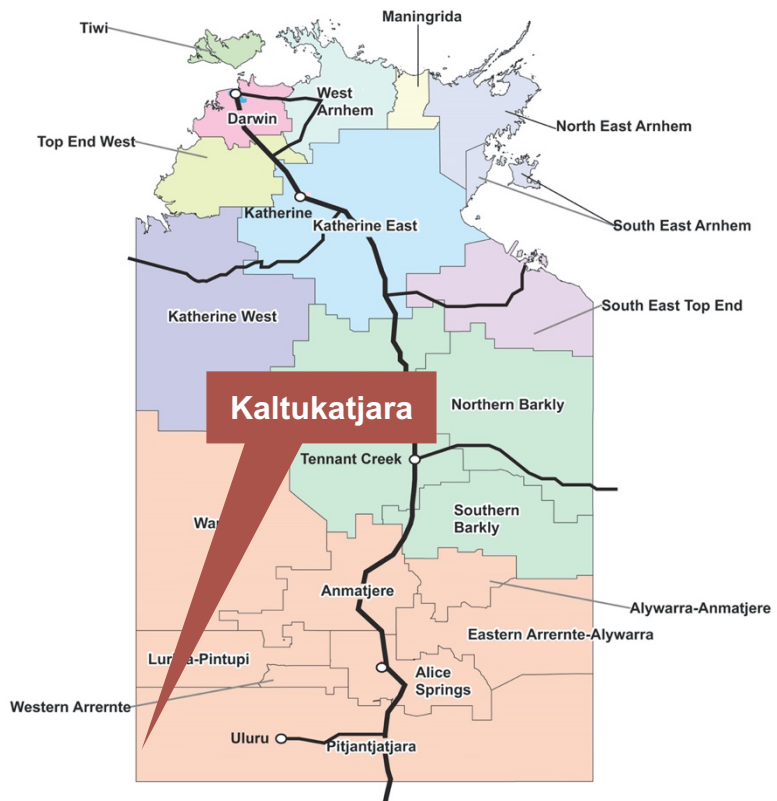 Maningrida
Tiwi
West
Arnhem
Darwin
North East Arnhem
Top End West
Katherine
Katherine East
South East Arnhem
South East Top End
Katherine West
Kaltukatjara
Northern Barkly
Tennant Creek
Southern
Barkly
Anmatjere
Alywarra-Anmatjere
Eastern Arrernte-Alywarra
Alice
Springs
Western Arrernte
Uluru
Pitjantjatjara